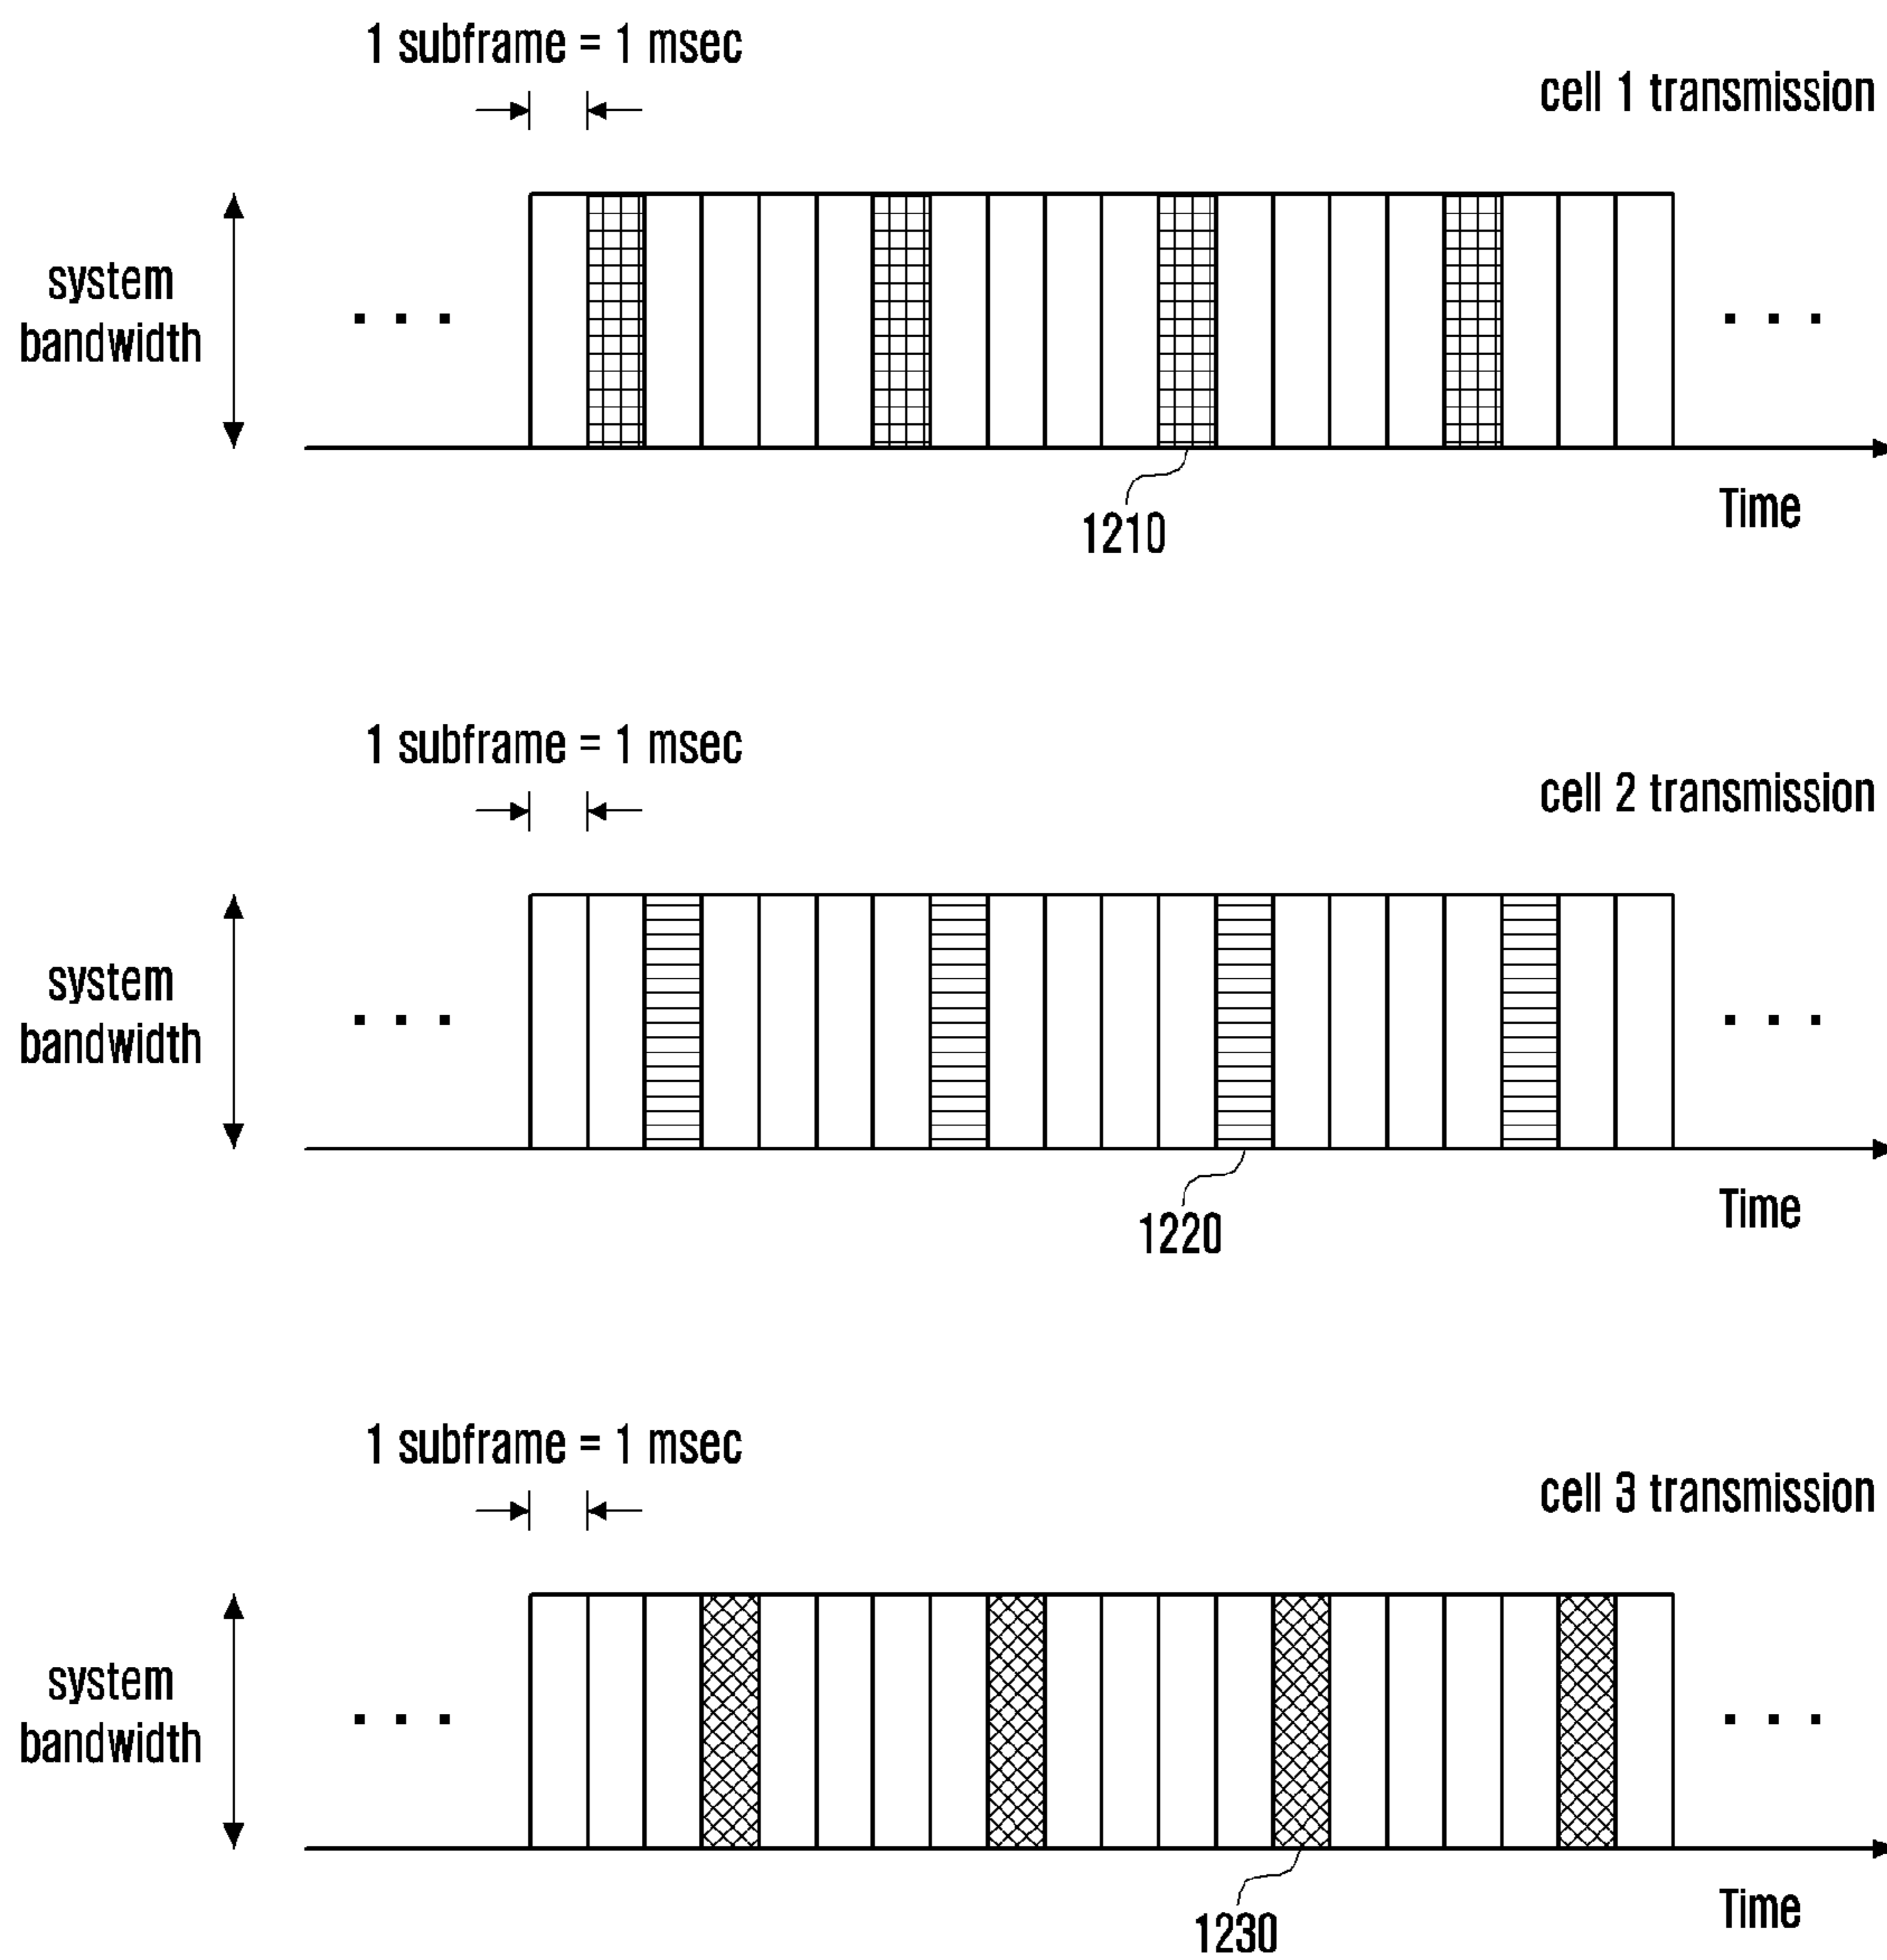 1 subframe = 1 msec
cell 1 transmission
system
bandwidth
. . .
. . .
Time
1210
1 subframe = 1 msec
cell 2 transmission
system
bandwidth
. . .
. . .
Time
1220
1 subframe = 1 msec
cell 3 transmission
system
bandwidth
. . .
. . .
Time
1230